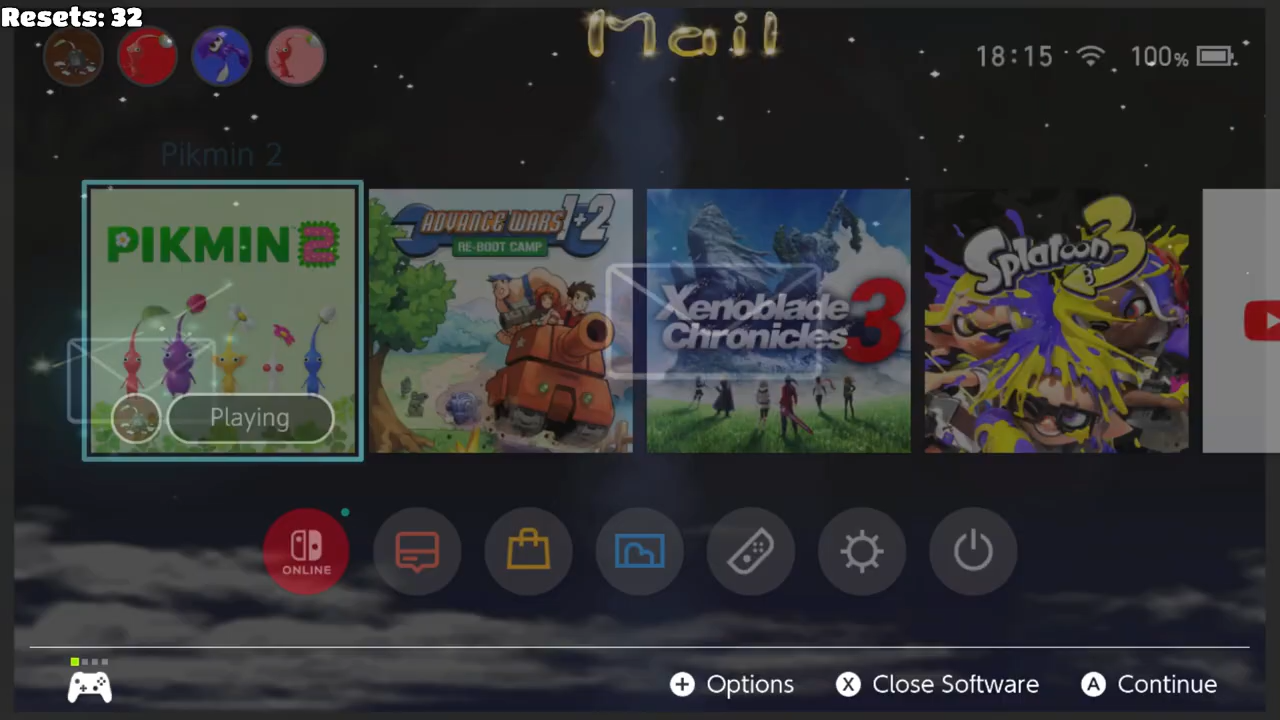 Resets: 32
Mail
18:15
100%
Pikmin 2
PIKMIN 2
ADVANCE WARS 1+2
RE-BOOT CAMP
Xenoblade
Chronicles 3
Splatoon 3
3
Playing
ONLINE
+ Options
X Close Software
A Continue